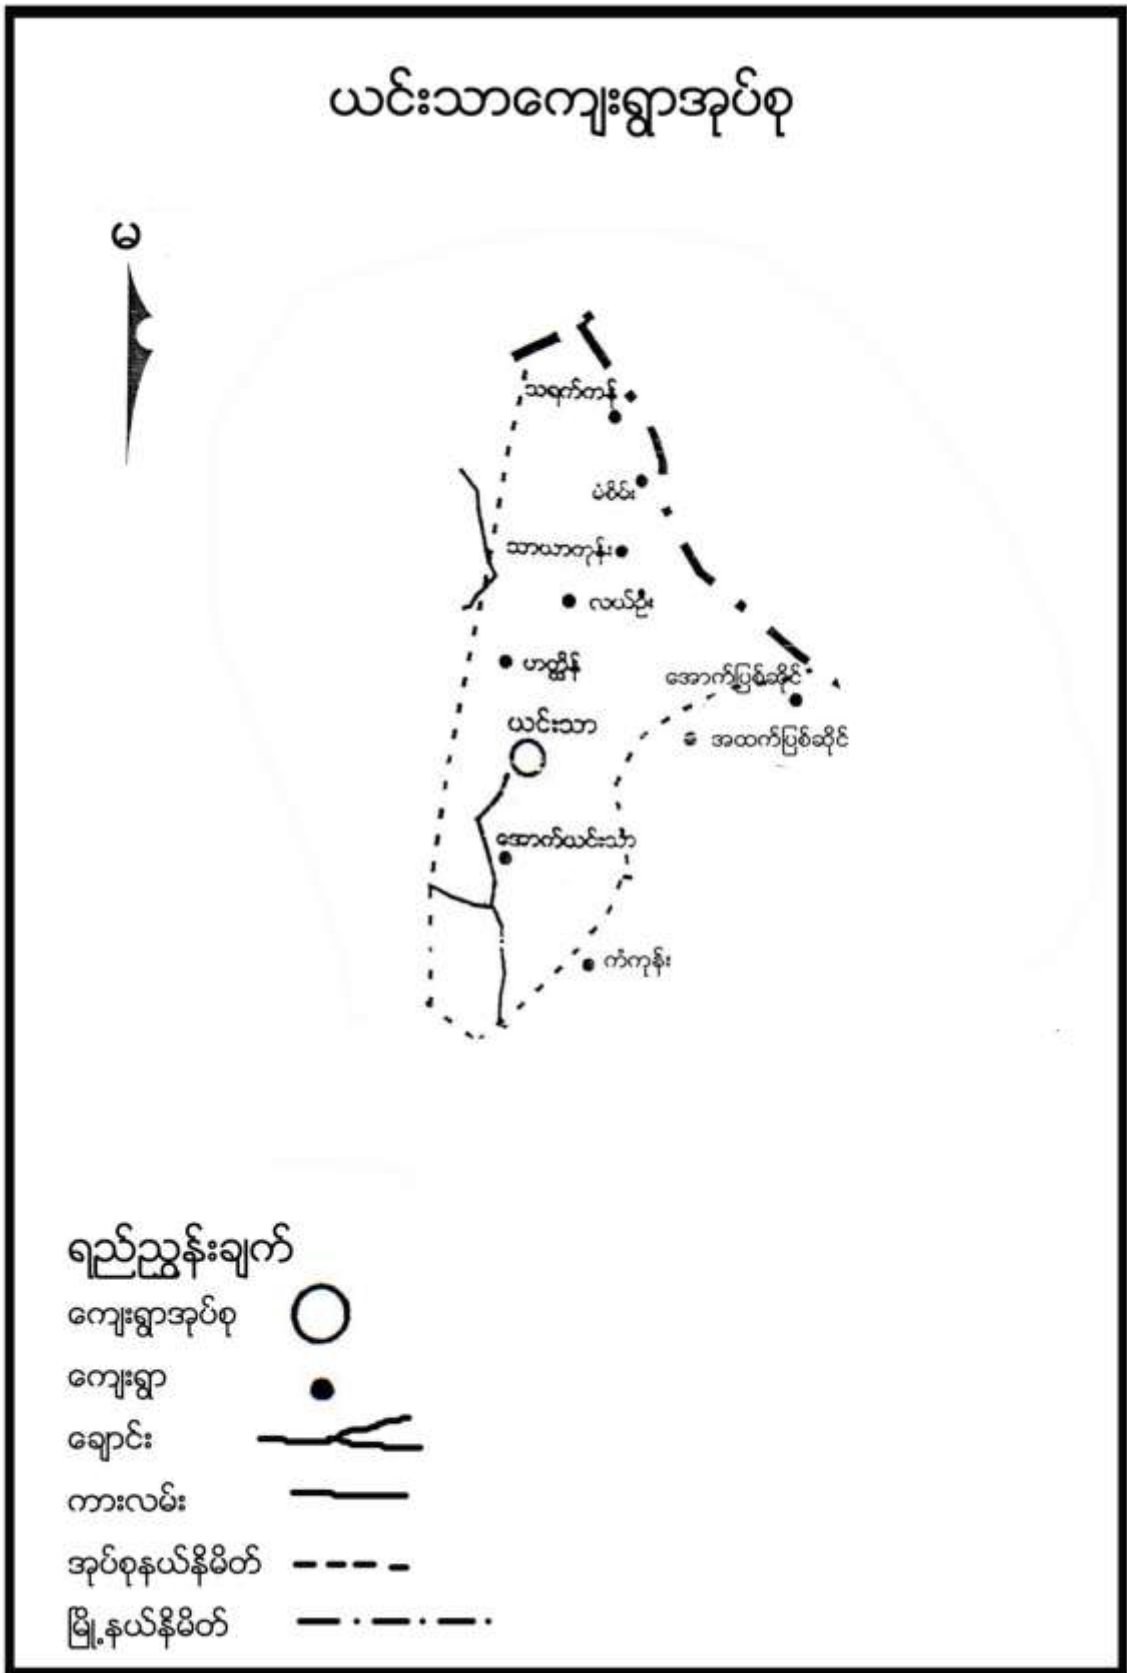 ယင်းသာကျေးရွာအုပ်စု
မ
သရက်ကန်
မံစိမ်း
သာယာကုန်း
လယ်ဦး
ဟတ္ထိန်
အောက်ပြစ်ဆိုင်
ယင်းသာ
အထက်ပြစ်ဆိုင်
အောက်ယင်းသာ
ကံကုန်း
ရည်ညွှန်းချက်
ကျေးရွာအုပ်စု
ကျေးရွာ
ချောင်း
ကားလမ်း
အုပ်စုနယ်နိမိတ်
မြို့နယ်နိမိတ်